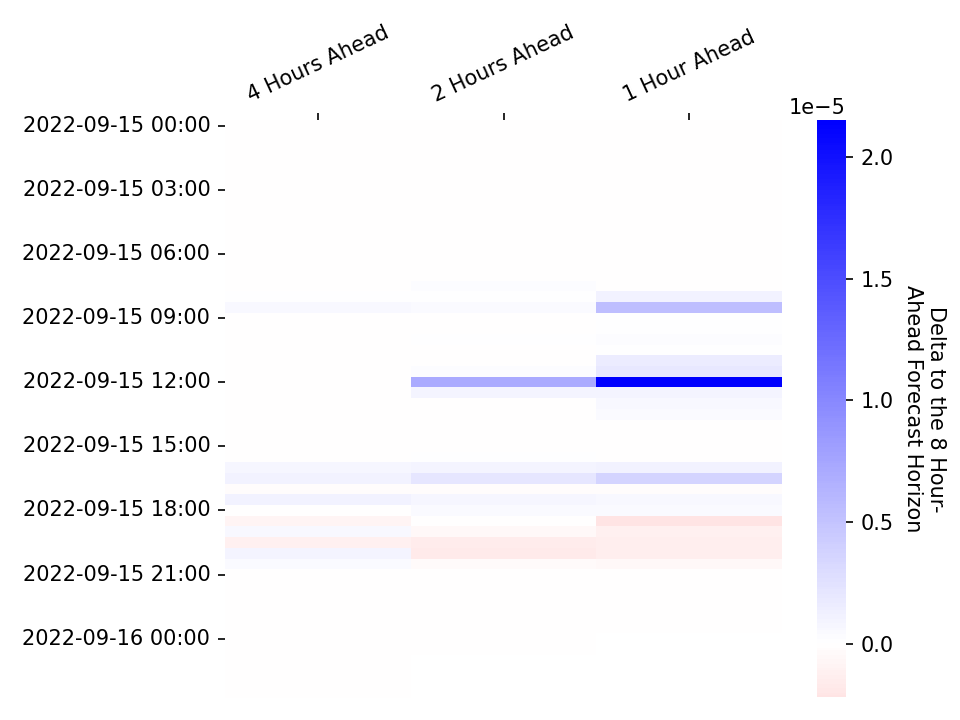 4 Hours Ahead
2 Hours Ahead
1 Hour Ahead
2022-09-15 00:00
2022-09-15 03:00
2022-09-15 06:00
2022-09-15 09:00
2022-09-15 12:00
2022-09-15 15:00
2022-09-15 18:00
2022-09-15 21:00
2022-09-16 00:00
1e−5
2.0
1.5
1.0
0.5
0.0
Delta to the 8 Hour-
Ahead Forecast Horizon